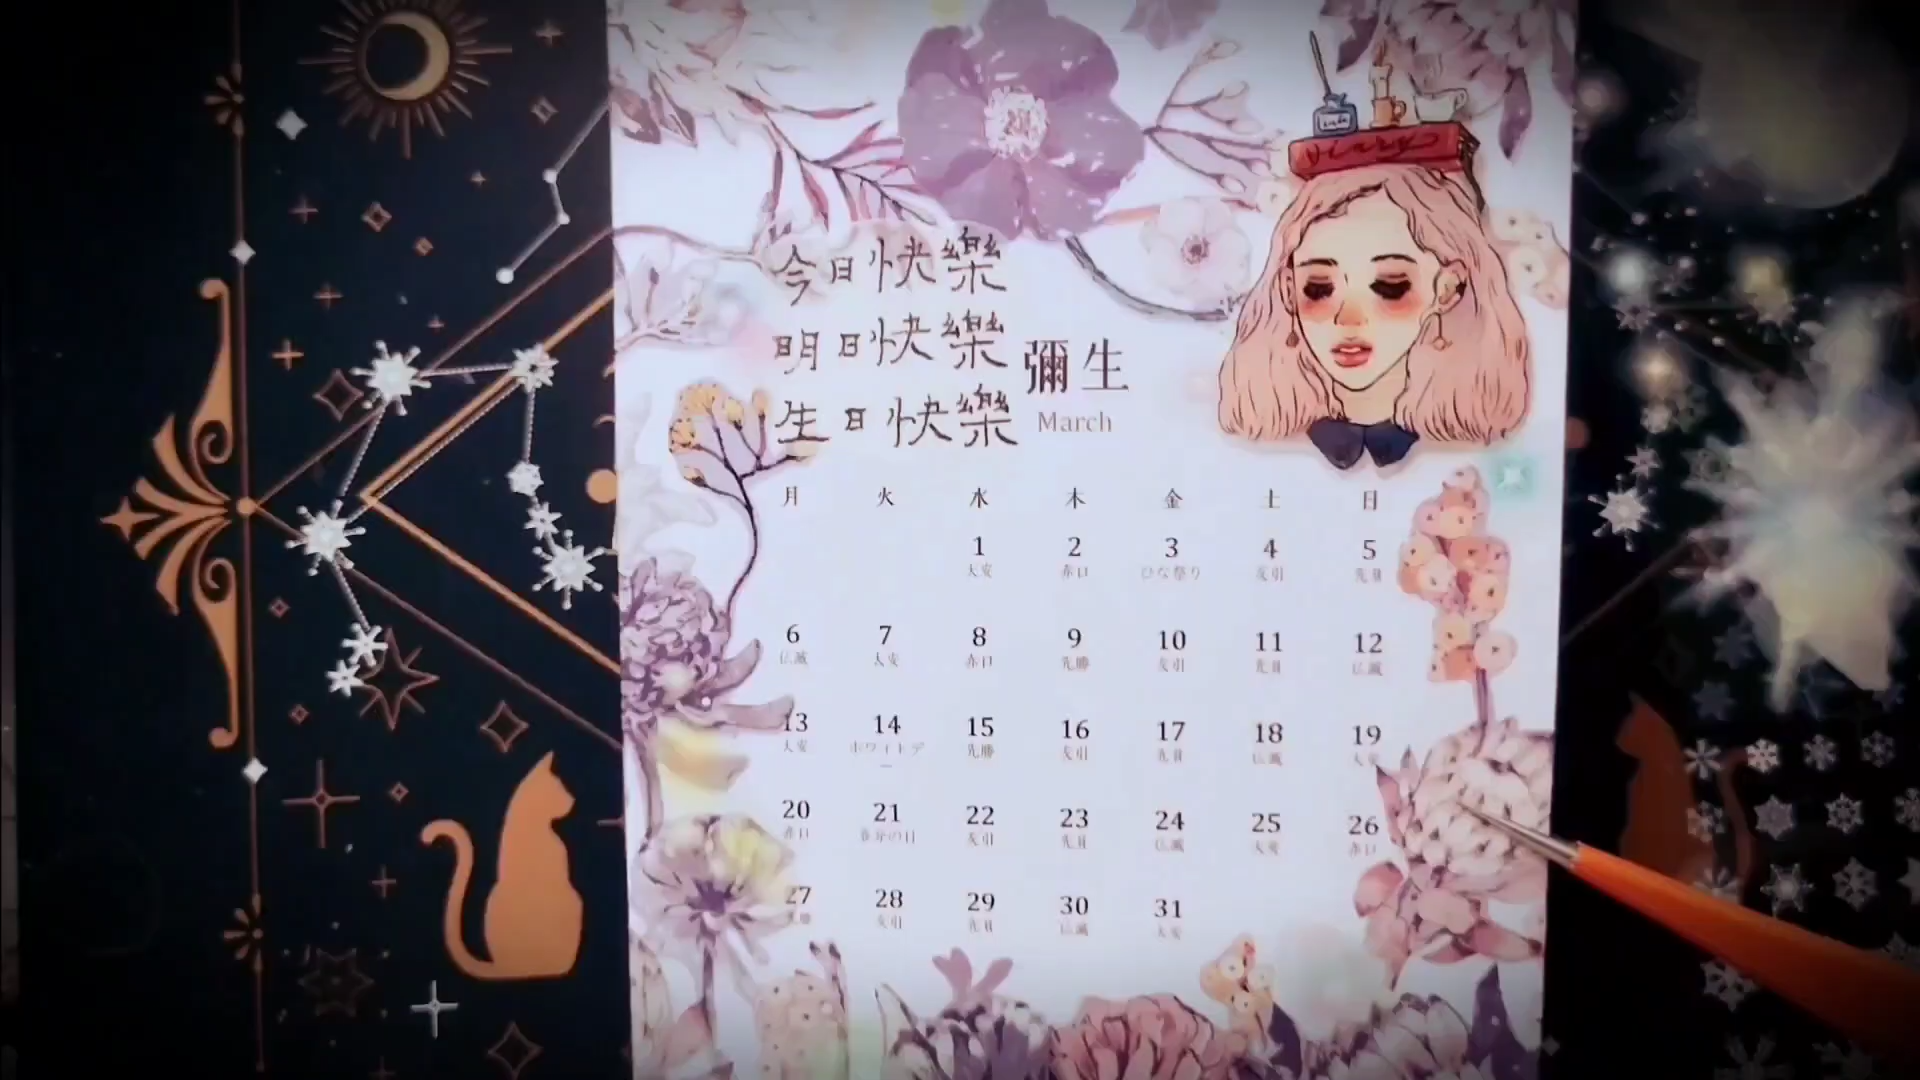 Diary
今日快樂
明日快樂
生日快樂
彌生
March
月 火 水 木 金 土 日
1 2 3 4 5
大安 赤口 ひな祭り 友引 先負
6 7 8 9 10 11 12
仏滅 大安 赤口 先勝 友引 先負 仏滅
13 14 15 16 17 18 19
大安 ホワイトデー 先勝 友引 先負 仏滅 大安
20 21 22 23 24 25 26
赤口 春分の日 友引 先負 仏滅 大安 赤口
27 28 29 30 31
先勝 友引 先負 仏滅 大安